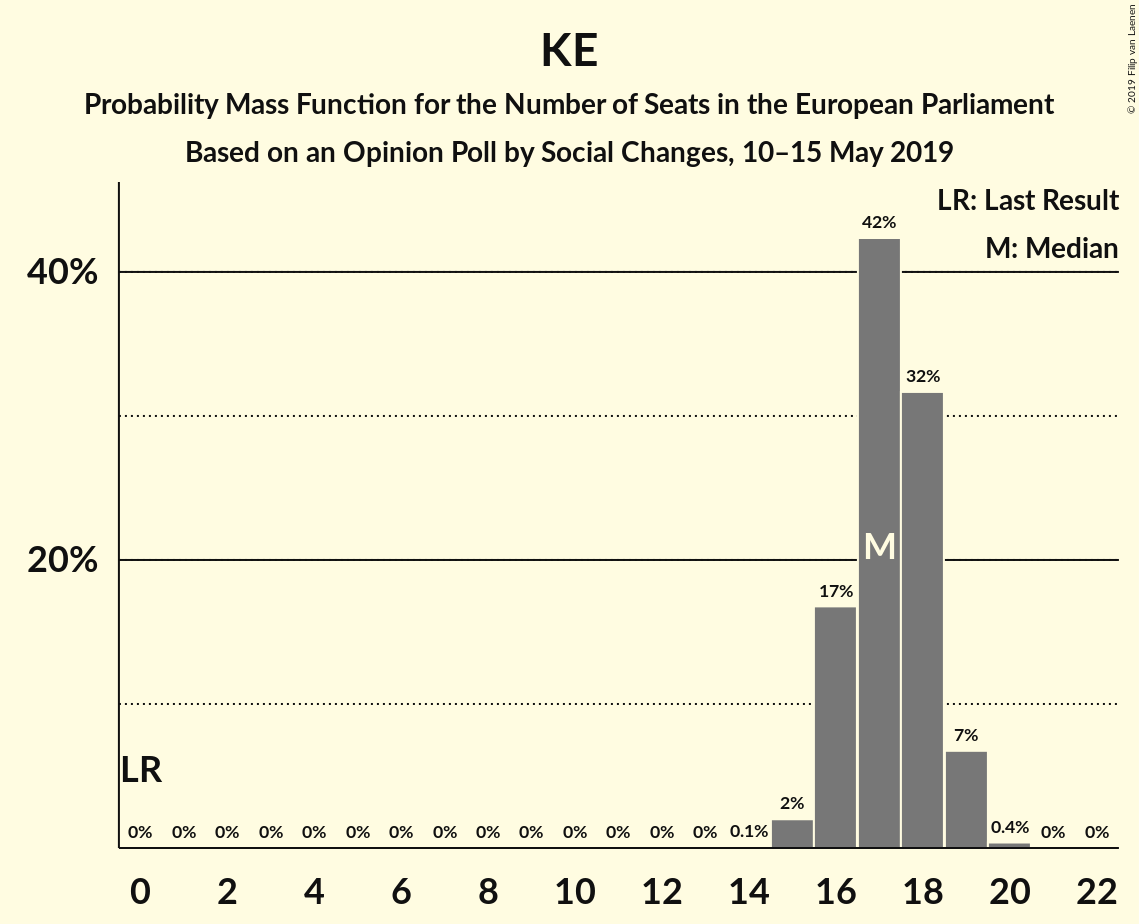 KE
Probability Mass Function for the Number of Seats in the European Parliament
Based on an Opinion Poll by Social Changes, 10–15 May 2019
© 2019 Filip van Laenen
LR: Last Result
M: Median
40%
20%
42%
32%
M
17%
7%
LR
2%
0% 0% 0% 0% 0% 0% 0% 0% 0% 0% 0% 0% 0% 0% 0.1% 0.4% 0% 0%
0 2 4 6 8 10 12 14 16 18 20 22